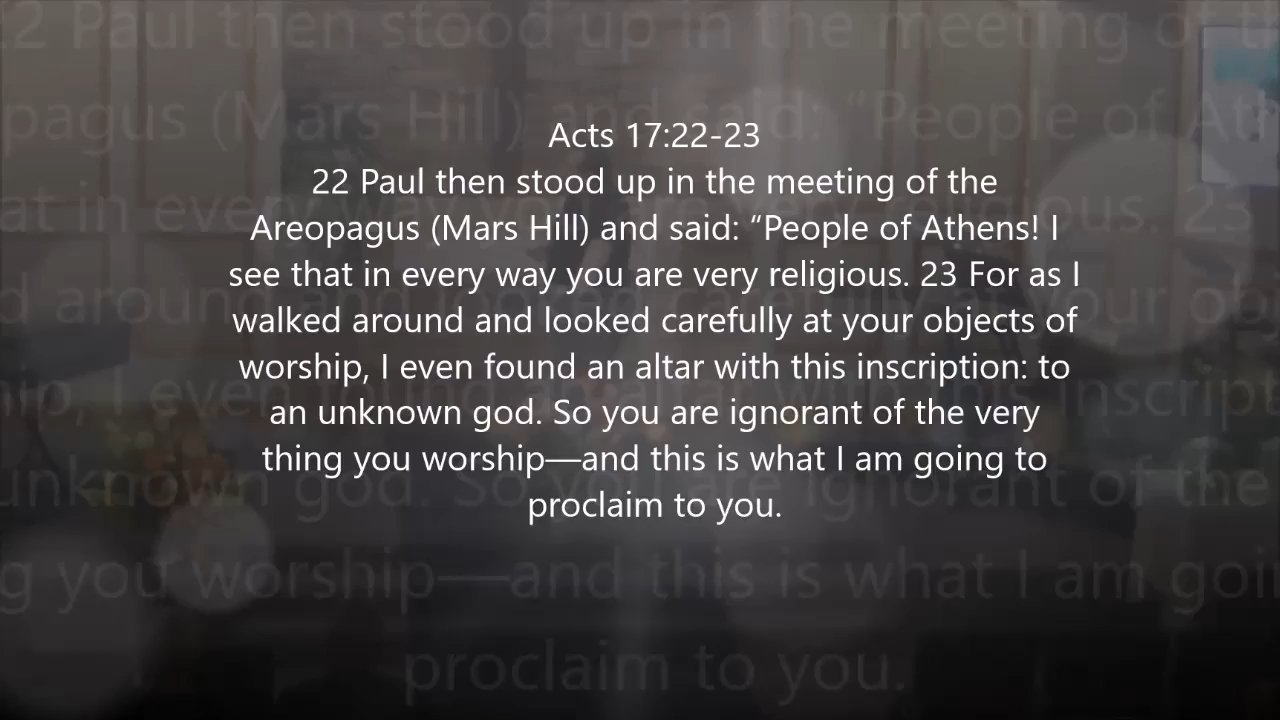 Acts 17:22-23
22 Paul then stood up in the meeting of the
Areopagus (Mars Hill) and said: “People of Athens! I
see that in every way you are very religious. 23 For as I
walked around and looked carefully at your objects of
worship, I even found an altar with this inscription: to
an unknown god. So you are ignorant of the very
thing you worship—and this is what I am going to
proclaim to you.